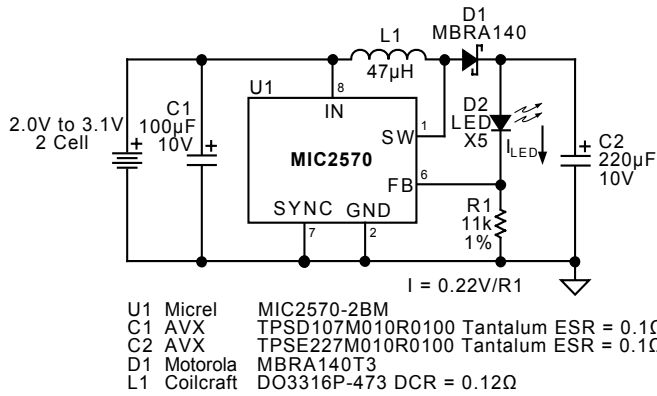 D1
MBRA140
L1
47µH
U1
8
IN
2.0V to 3.1V
2 Cell
C1
100µF
10V
SW
1
MIC2570
D2
LED
X5
ILED
C2
220µF
10V
FB
6
SYNC
GND
7
2
R1
11k
1%
I = 0.22V/R1
U1 Micrel MIC2570-2BM
C1 AVX TPSD107M010R0100 Tantalum ESR = 0.1Ω
C2 AVX TPSE227M010R0100 Tantalum ESR = 0.1Ω
D1 Motorola MBRA140T3
L1 Coilcraft DO3316P-473 DCR = 0.12Ω